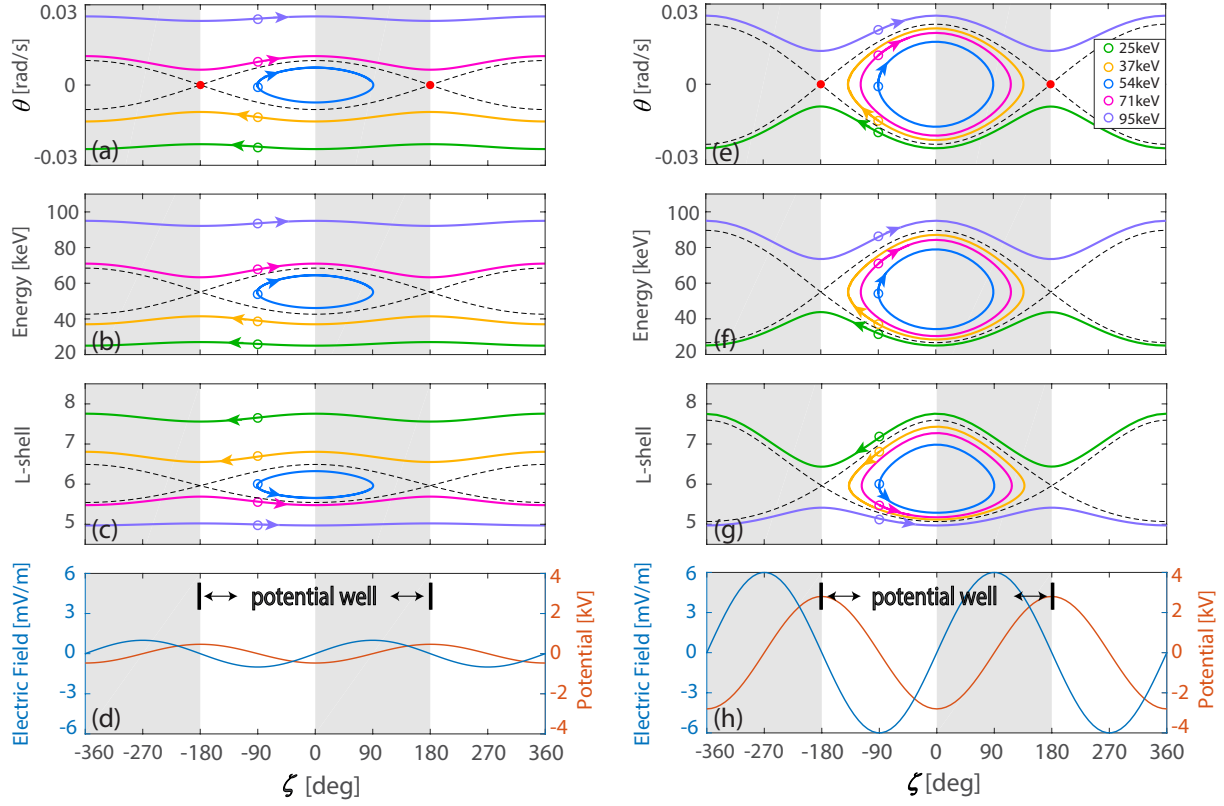 0.03
0
-0.03
θ [rad/s]
(a)
100
80
60
40
20
Energy [keV]
(b)
8
7
6
5
L-shell
(c)
6
3
0
-3
-6
Electric Field [mV/m]
potential well
4
2
0
-2
-4
Potential [kV]
(d)
-360 -270 -180 -90 0 90 180 270 360
ζ [deg]
0.03
0
-0.03
θ [rad/s]
25keV
37keV
54keV
71keV
95keV
(e)
100
80
60
40
20
Energy [keV]
(f)
8
7
6
5
L-shell
(g)
6
3
0
-3
-6
Electric Field [mV/m]
potential well
4
2
0
-2
-4
Potential [kV]
(h)
-360 -270 -180 -90 0 90 180 270 360
ζ [deg]